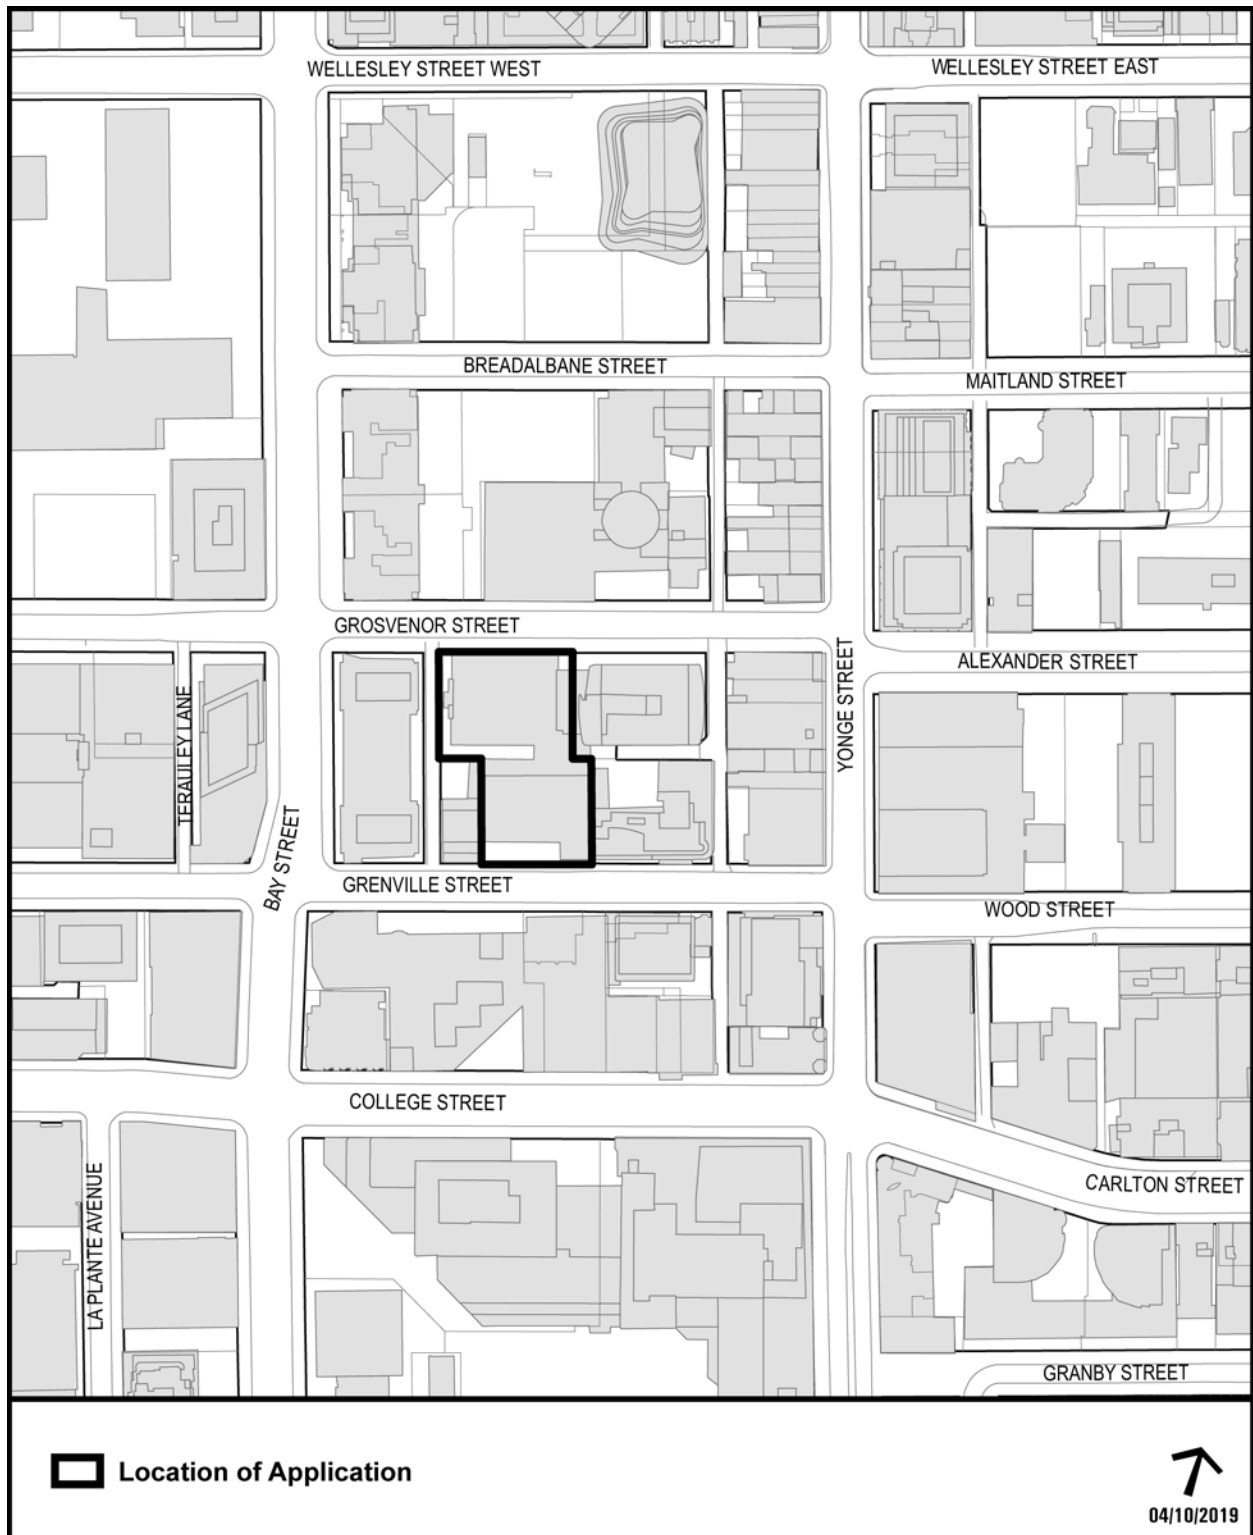 WELLESLEY STREET WEST
WELLESLEY STREET EAST
BREADALBANE STREET
MAITLAND STREET
GROSVENOR STREET
ALEXANDER STREET
YONGE STREET
TERAULEY LANE
BAY STREET
GRENVILLE STREET
WOOD STREET
COLLEGE STREET
CARLTON STREET
LA PLANTE AVENUE
GRANBY STREET
Location of Application
04/10/2019